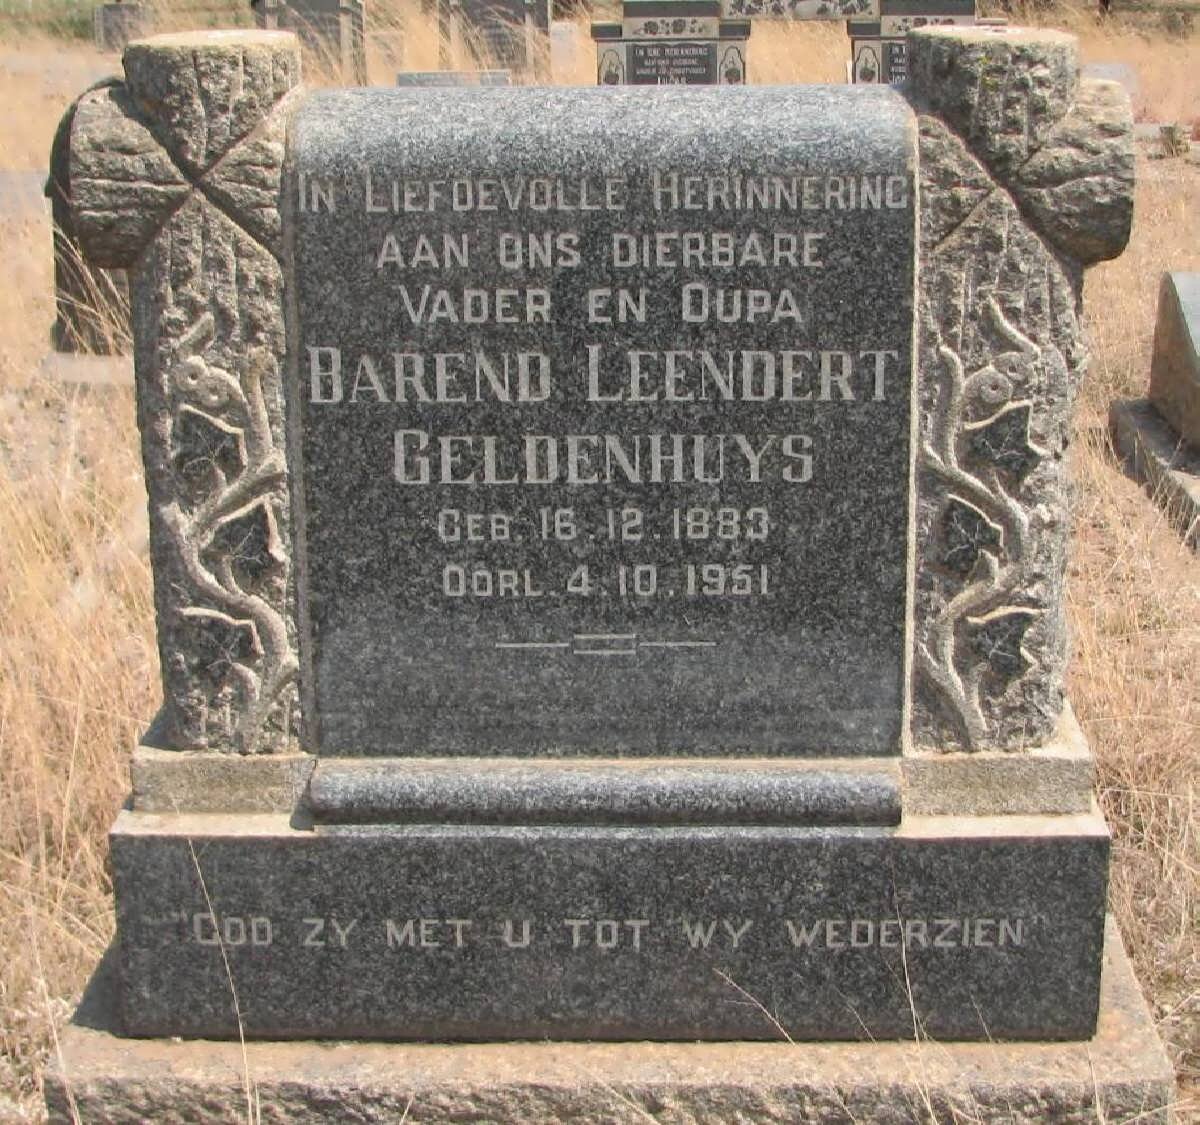 In Liefdevolle Herinnering
aan ons dierbare
Vader en Oupa
Barend Leendert
Geldenhuys
Geb. 16.12.1883
Oorl. 4.10.1951
"God zy met u tot wy wederzien"